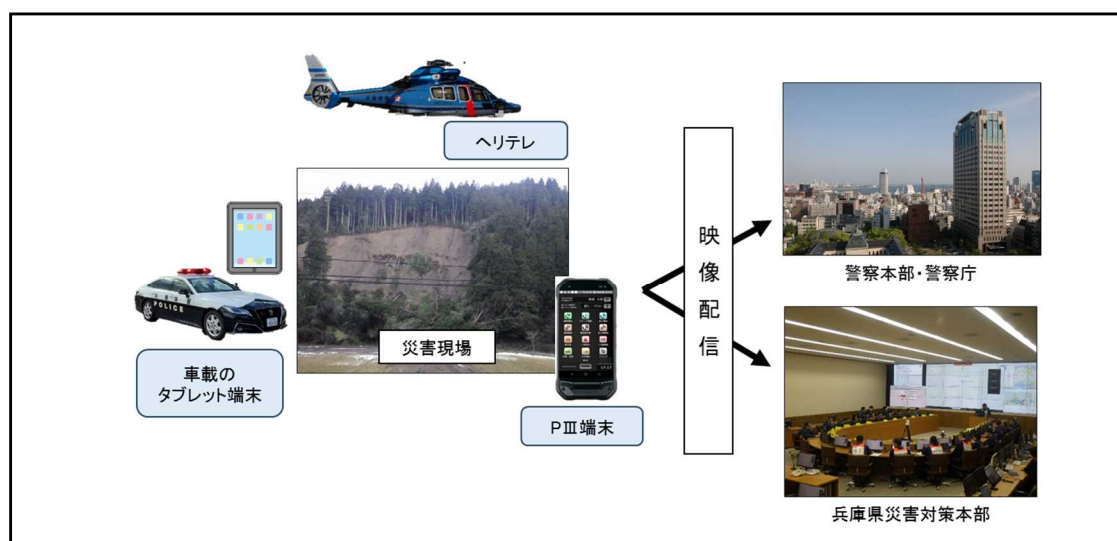 ヘリテレ
POLICE
車載の
タブレット端末
災害現場
PⅢ端末
映像配信
警察本部・警察庁
兵庫県災害対策本部